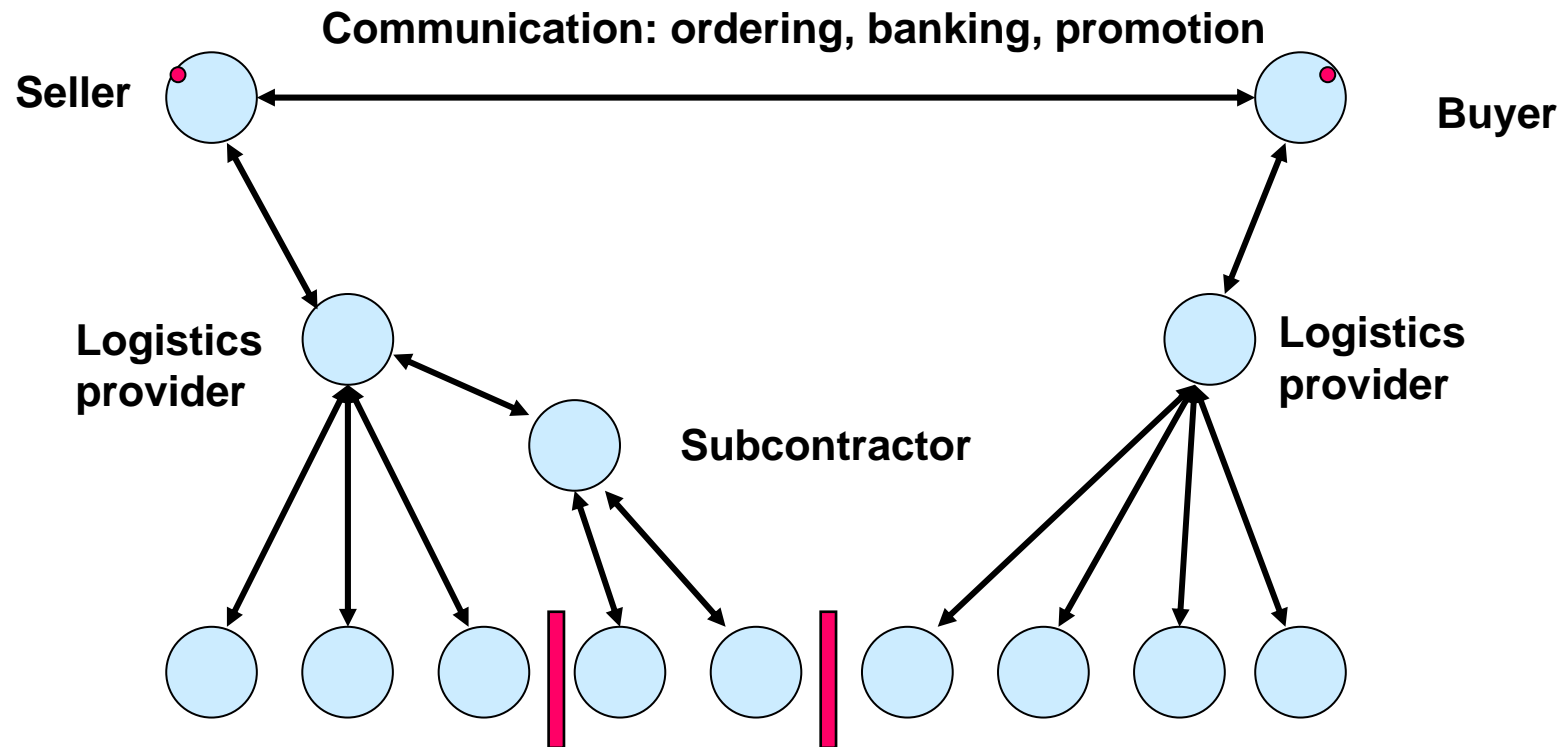 Communication: ordering, banking, promotion
Seller
Buyer
Logistics
provider
Logistics
provider
Subcontractor